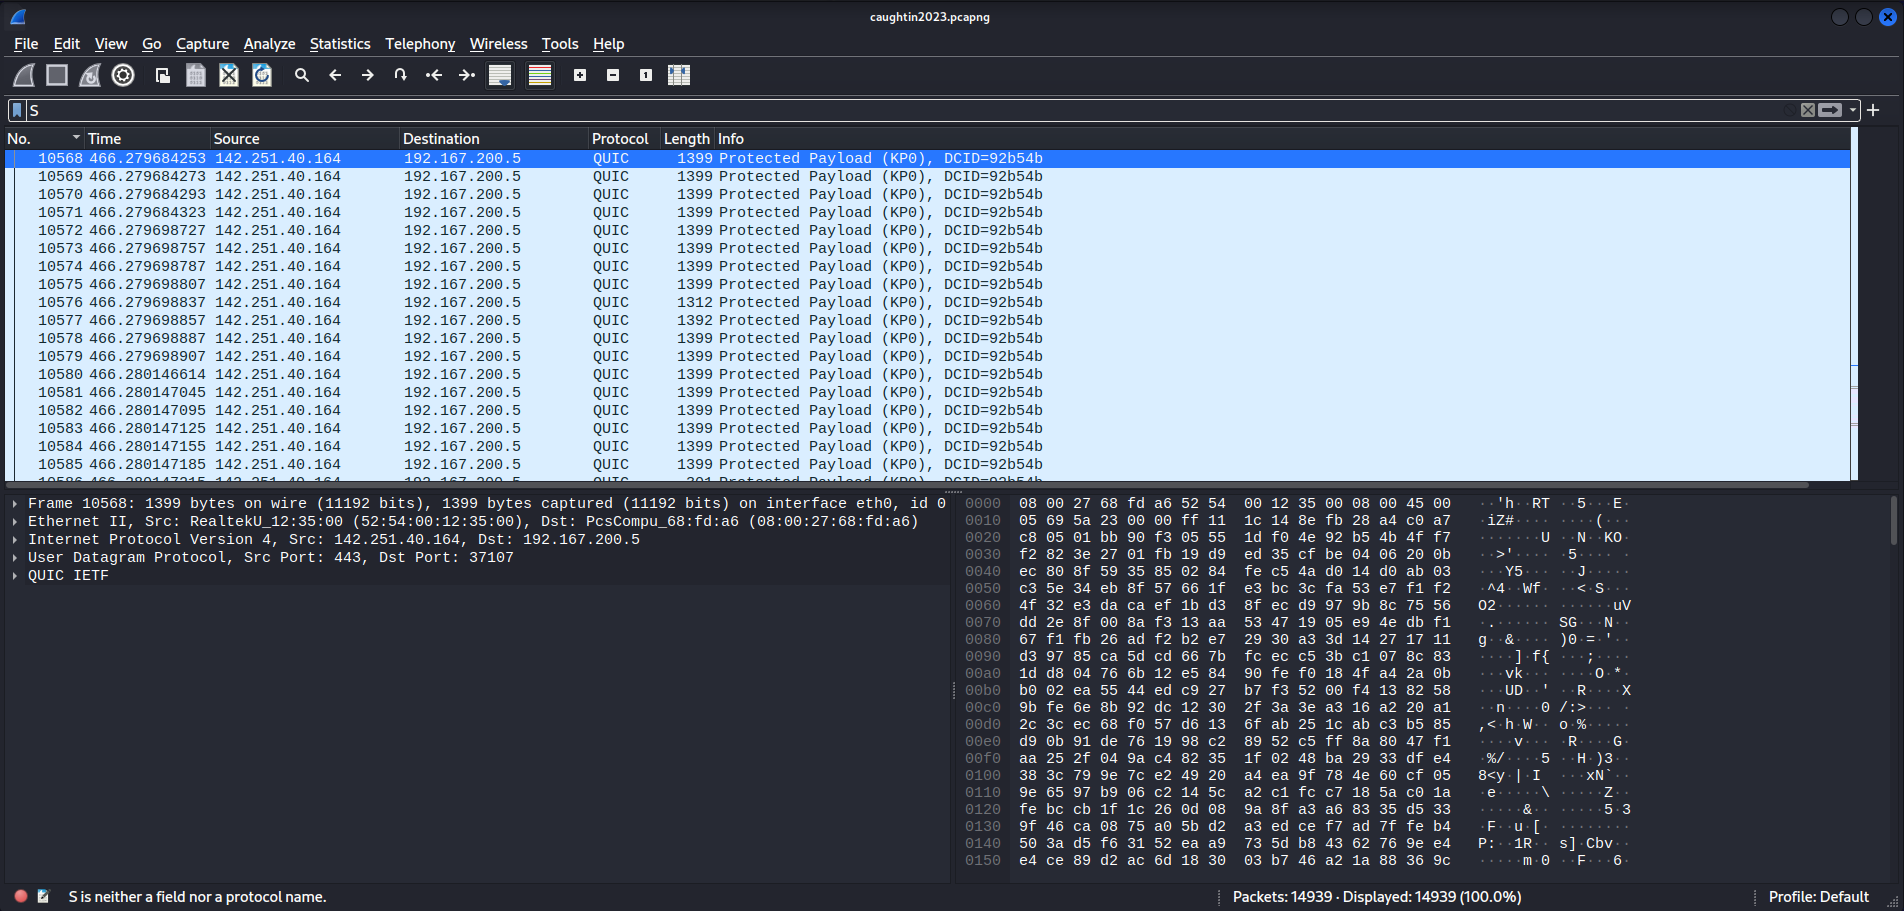 caughtin2023.pcapng
File Edit View Go Capture Analyze Statistics Telephony Wireless Tools Help
S
No. Time Source Destination Protocol Length Info
10568 466.279684253 142.251.40.164 192.167.200.5 QUIC 1399 Protected Payload (KP0), DCID=92b54b
10569 466.279684273 142.251.40.164 192.167.200.5 QUIC 1399 Protected Payload (KP0), DCID=92b54b
10570 466.279684293 142.251.40.164 192.167.200.5 QUIC 1399 Protected Payload (KP0), DCID=92b54b
10571 466.279684323 142.251.40.164 192.167.200.5 QUIC 1399 Protected Payload (KP0), DCID=92b54b
10572 466.279698727 142.251.40.164 192.167.200.5 QUIC 1399 Protected Payload (KP0), DCID=92b54b
10573 466.279698757 142.251.40.164 192.167.200.5 QUIC 1399 Protected Payload (KP0), DCID=92b54b
10574 466.279698787 142.251.40.164 192.167.200.5 QUIC 1399 Protected Payload (KP0), DCID=92b54b
10575 466.279698807 142.251.40.164 192.167.200.5 QUIC 1399 Protected Payload (KP0), DCID=92b54b
10576 466.279698837 142.251.40.164 192.167.200.5 QUIC 1312 Protected Payload (KP0), DCID=92b54b
10577 466.279698857 142.251.40.164 192.167.200.5 QUIC 1392 Protected Payload (KP0), DCID=92b54b
10578 466.279698887 142.251.40.164 192.167.200.5 QUIC 1399 Protected Payload (KP0), DCID=92b54b
10579 466.279698907 142.251.40.164 192.167.200.5 QUIC 1399 Protected Payload (KP0), DCID=92b54b
10580 466.280146614 142.251.40.164 192.167.200.5 QUIC 1399 Protected Payload (KP0), DCID=92b54b
10581 466.280147045 142.251.40.164 192.167.200.5 QUIC 1399 Protected Payload (KP0), DCID=92b54b
10582 466.280147095 142.251.40.164 192.167.200.5 QUIC 1399 Protected Payload (KP0), DCID=92b54b
10583 466.280147125 142.251.40.164 192.167.200.5 QUIC 1399 Protected Payload (KP0), DCID=92b54b
10584 466.280147155 142.251.40.164 192.167.200.5 QUIC 1399 Protected Payload (KP0), DCID=92b54b
10585 466.280147185 142.251.40.164 192.167.200.5 QUIC 1399 Protected Payload (KP0), DCID=92b54b
Frame 10568: 1399 bytes on wire (11192 bits), 1399 bytes captured (11192 bits) on interface eth0, id 0
Ethernet II, Src: RealtekU_12:35:00 (52:54:00:12:35:00), Dst: PcsCompu_68:fd:a6 (08:00:27:68:fd:a6)
Internet Protocol Version 4, Src: 142.251.40.164, Dst: 192.167.200.5
User Datagram Protocol, Src Port: 443, Dst Port: 37107
QUIC IETF
0000 08 00 27 68 fd a6 52 54 00 12 35 00 08 00 45 00 ··'h··RT ··5···E·
0010 05 69 5a 23 00 00 ff 11 1c 14 8e fb 28 a4 c0 a7 ·iZ#···· ····(···
0020 c8 05 01 bb 90 f3 05 55 1d f0 4e 92 b5 4b 4f f7 ·······U ··N··KO·
0030 f2 82 3e 27 01 fb 19 d9 ed 35 cf be 04 06 20 0b ··>'···· ·5···· ·
0040 ec 80 8f 59 35 85 02 84 fe c5 4a d0 14 d0 ab 03 ···Y5··· ··J·····
0050 c3 5e 34 eb 8f 57 66 1f e3 bc 3c fa 53 e7 f1 f2 ·^4··Wf· ··<·S···
0060 4f 32 e3 da ca ef 1b d3 8f ec d9 97 9b 8c 75 56 O2······ ······uV
0070 dd 2e 8f 00 8a f3 13 aa 53 47 19 05 e9 4e db f1 ·.······ SG···N··
0080 67 f1 fb 26 ad f2 b2 e7 29 30 a3 3d 14 27 17 11 g··&···· )0·=·'··
0090 d3 97 85 ca 5d cd 66 7b fc ec c5 3b c1 07 8c 83 ····]·f{ ···;····
00a0 1d d8 04 76 6b 12 e5 84 90 fe f0 18 4f a4 2a 0b ···vk··· ····O·*·
00b0 b0 02 ea 55 44 ed c9 27 b7 f3 52 00 f4 13 82 58 ···UD··' ··R····X
00c0 9b fe 6e 8b 92 dc 12 30 2f 3a 3e a3 16 a2 20 a1 ··n····0 /:>··· ·
00d0 2c 3c ec 68 f0 57 d6 13 6f ab 25 1c ab c3 b5 85 ,<·h·W·· o·%·····
00e0 d9 0b 91 de 76 19 98 c2 89 52 c5 ff 8a 80 47 f1 ····v··· ·R····G·
00f0 aa 25 2f 04 9a c4 82 35 1f 02 48 ba 29 33 df e4 ·%/····5 ··H·)3··
0100 38 3c 79 9e 7c e2 49 20 a4 ea 9f 78 4e 60 cf 05 8<y·|·I  ···xN`··
0110 9e 65 97 b9 06 c2 14 5c a2 c1 fc c7 18 5a c0 1a ·e·····\ ·····Z··
0120 fe bc cb 1f 1c 26 0d 08 9a 8f a3 a6 83 35 d5 33 ·····&·· ·····5·3
0130 9f 46 ca 08 75 a0 5b d2 a3 ed ce f7 ad 7f fe b4 ·F··u·[· ········
0140 50 3a d5 f6 31 52 ea a9 73 5d b8 43 62 76 9e e4 P:··1R·· s]·Cbv··
0150 e4 ce 89 d2 ac 6d 18 30 03 b7 46 a2 1a 88 36 9c ·····m·0 ··F···6·
S is neither a field nor a protocol name. Packets: 14939 · Displayed: 14939 (100.0%) Profile: Default